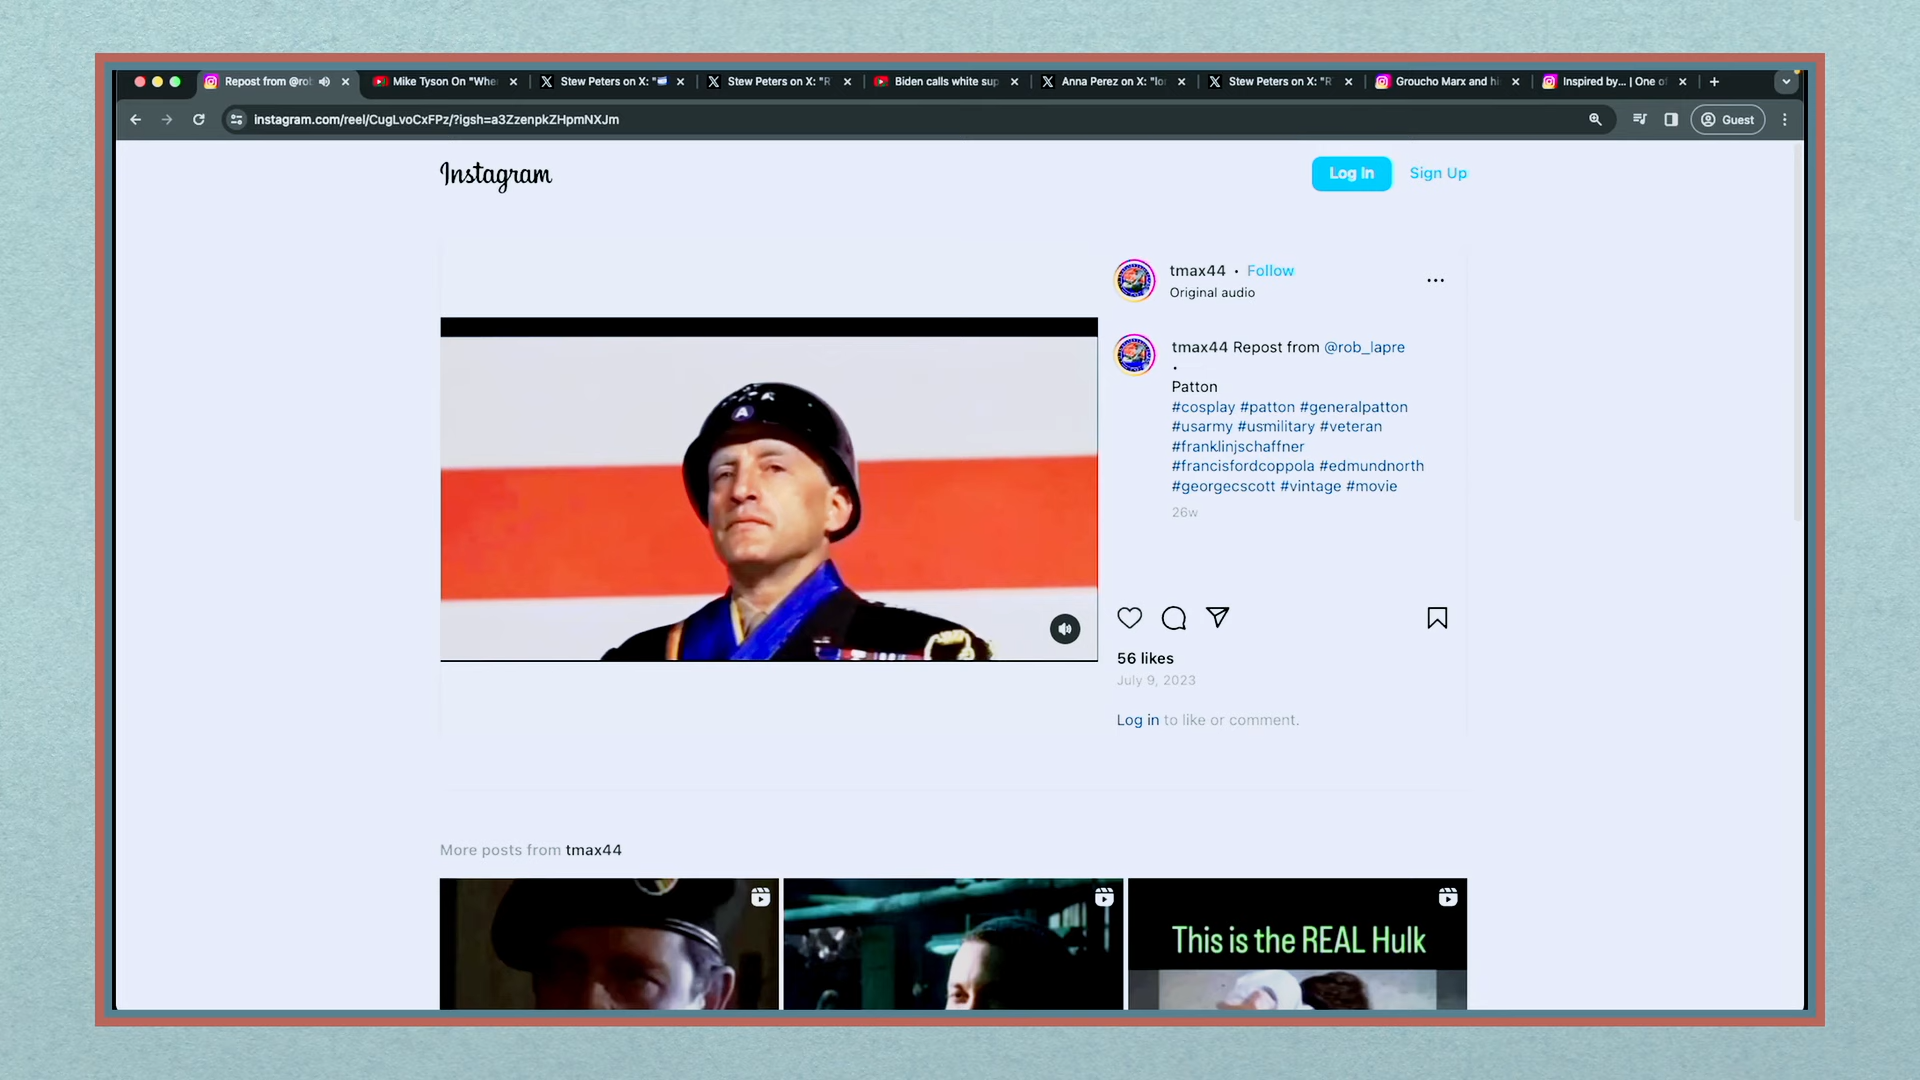 Repost from @rob
Mike Tyson On "Whe
Stew Peters on X: "
Stew Peters on X: "R
Biden calls white sup
Anna Perez on X: "lo
Stew Peters on X: "R
Groucho Marx and hi
Inspired by... | One of
instagram.com/reel/CugLvoCxFPz/?igsh=a3ZzenpkZHpmNXJm
Guest
Instagram
Log In
Sign Up
tmax44 • Follow
Original audio
tmax44 Repost from @rob_lapre
•
Patton
#cosplay #patton #generalpatton
#usarmy #usmilitary #veteran
#franklinjschaffner
#francisfordcoppola #edmundnorth
#georgecscott #vintage #movie
26w
56 likes
July 9, 2023
Log in to like or comment.
More posts from tmax44
This is the REAL Hulk